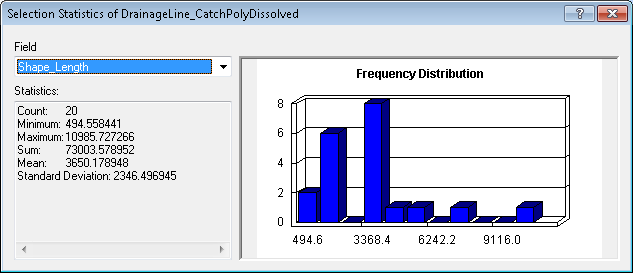 Selection Statistics of DrainageLine_CatchPolyDissolved
Field
Shape_Length
Statistics:
Count: 20
Minimum: 494.558441
Maximum: 10985.727266
Sum: 73003.578952
Mean: 3650.178948
Standard Deviation: 2346.496945
Frequency Distribution
8
6
4
2
0
494.6 3368.4 6242.2 9116.0